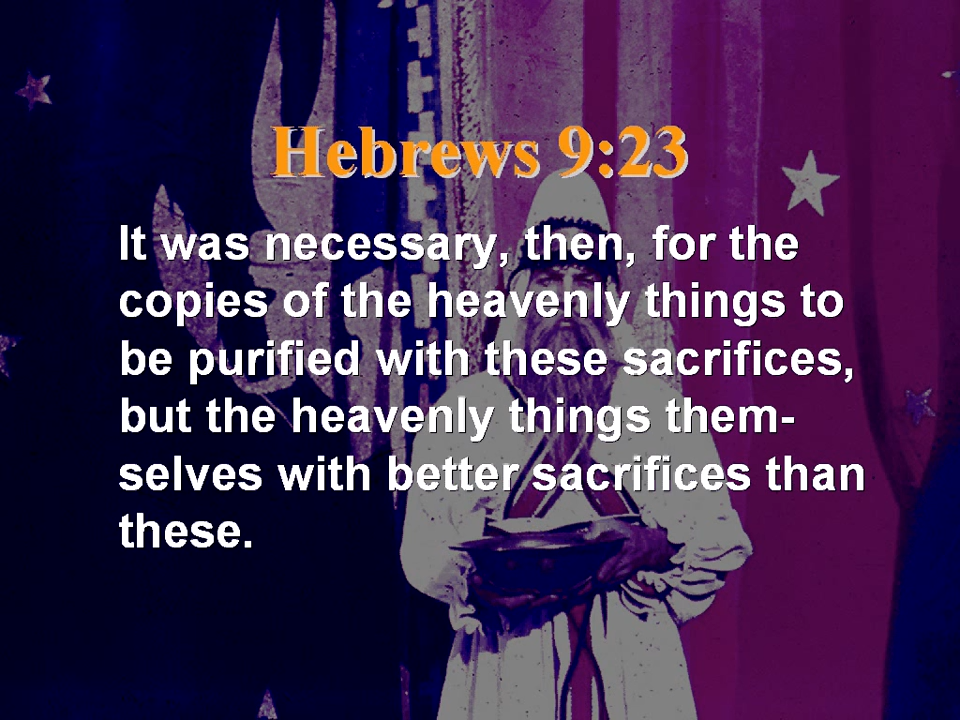 Hebrews 9:23
It was necessary, then, for the
copies of the heavenly things to
be purified with these sacrifices,
but the heavenly things them-
selves with better sacrifices than
these.